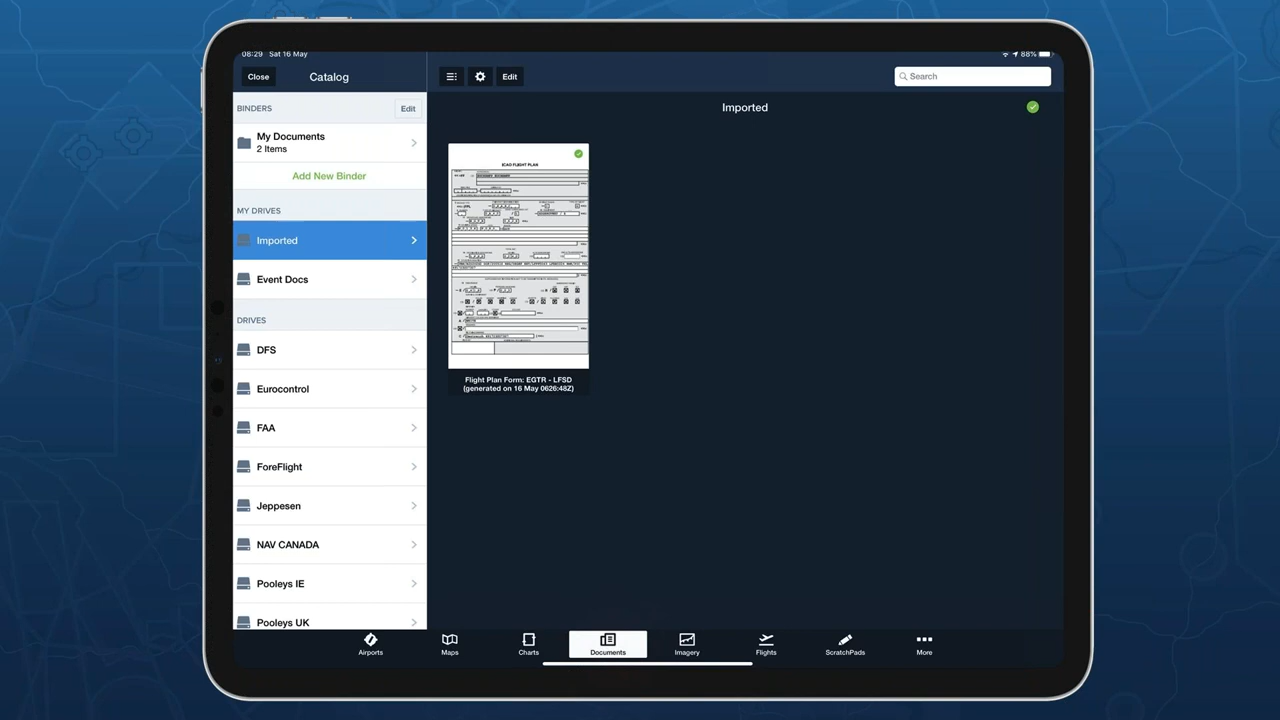 08:29 Sat 16 May
88%
Close
Catalog
Edit
Search
BINDERS
Edit
My Documents
2 Items
Add New Binder
MY DRIVES
Imported
Event Docs
DRIVES
DFS
Eurocontrol
FAA
ForeFlight
Jeppesen
NAV CANADA
Pooleys IE
Pooleys UK
Imported
ICAO FLIGHT PLAN
Flight Plan Form: EGTR - LFSD
(generated on 16 May 0626:48Z)
Airports
Maps
Charts
Documents
Imagery
Flights
ScratchPads
More